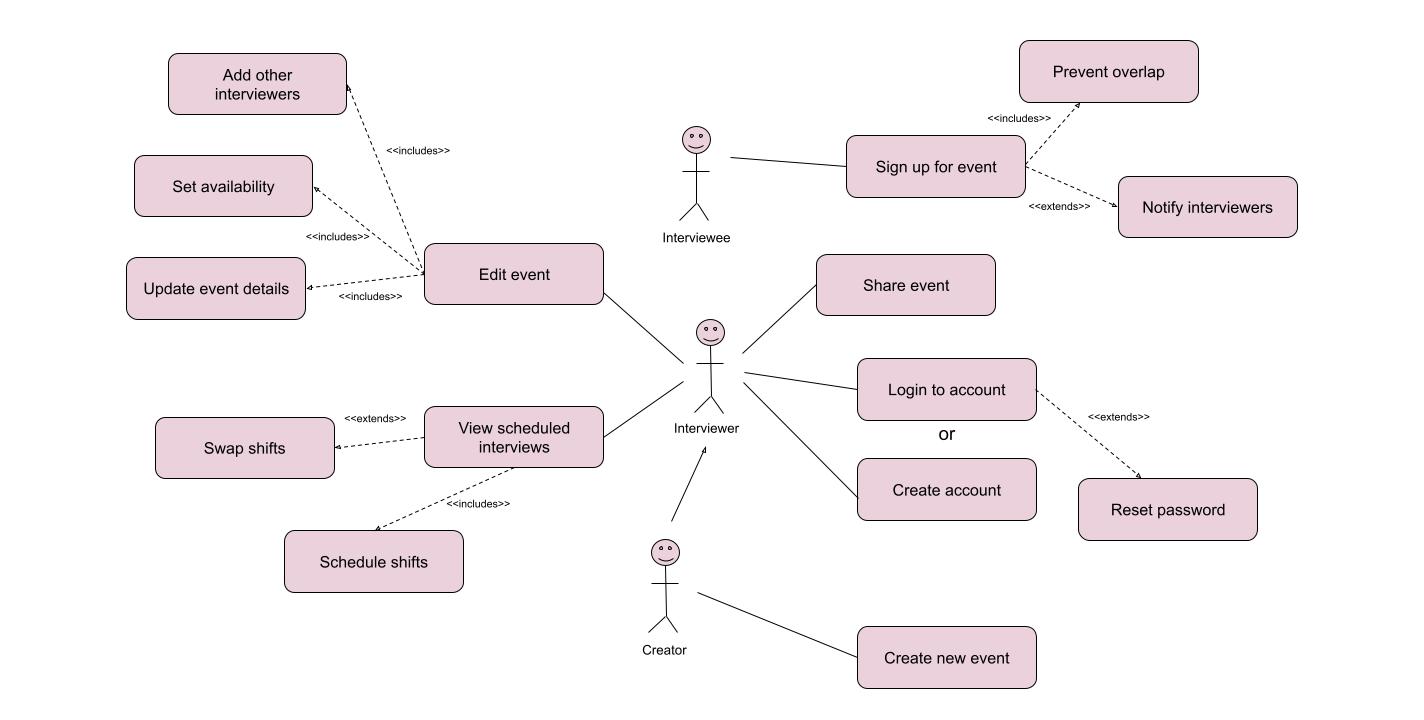 Add other
interviewers
<<includes>>
Set availability
<<includes>>
Update event details
<<includes>>
Edit event
Interviewee
Sign up for event
<<includes>>
Prevent overlap
<<extends>>
Notify interviewers
Share event
Interviewer
Login to account
or
Create account
<<extends>>
Reset password
View scheduled
interviews
<<extends>>
Swap shifts
<<includes>>
Schedule shifts
Creator
Create new event